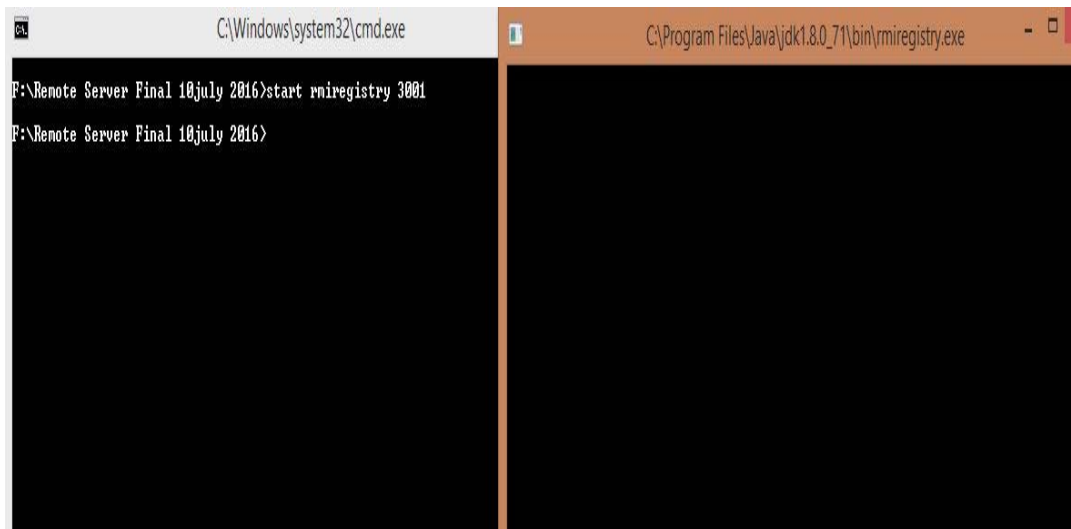 C:\Windows\system32\cmd.exe
F:\Remote Server Final 10july 2016>start rmiregistry 3001
F:\Remote Server Final 10july 2016>
C:\Program Files\Java\jdk1.8.0_71\bin\rmiregistry.exe